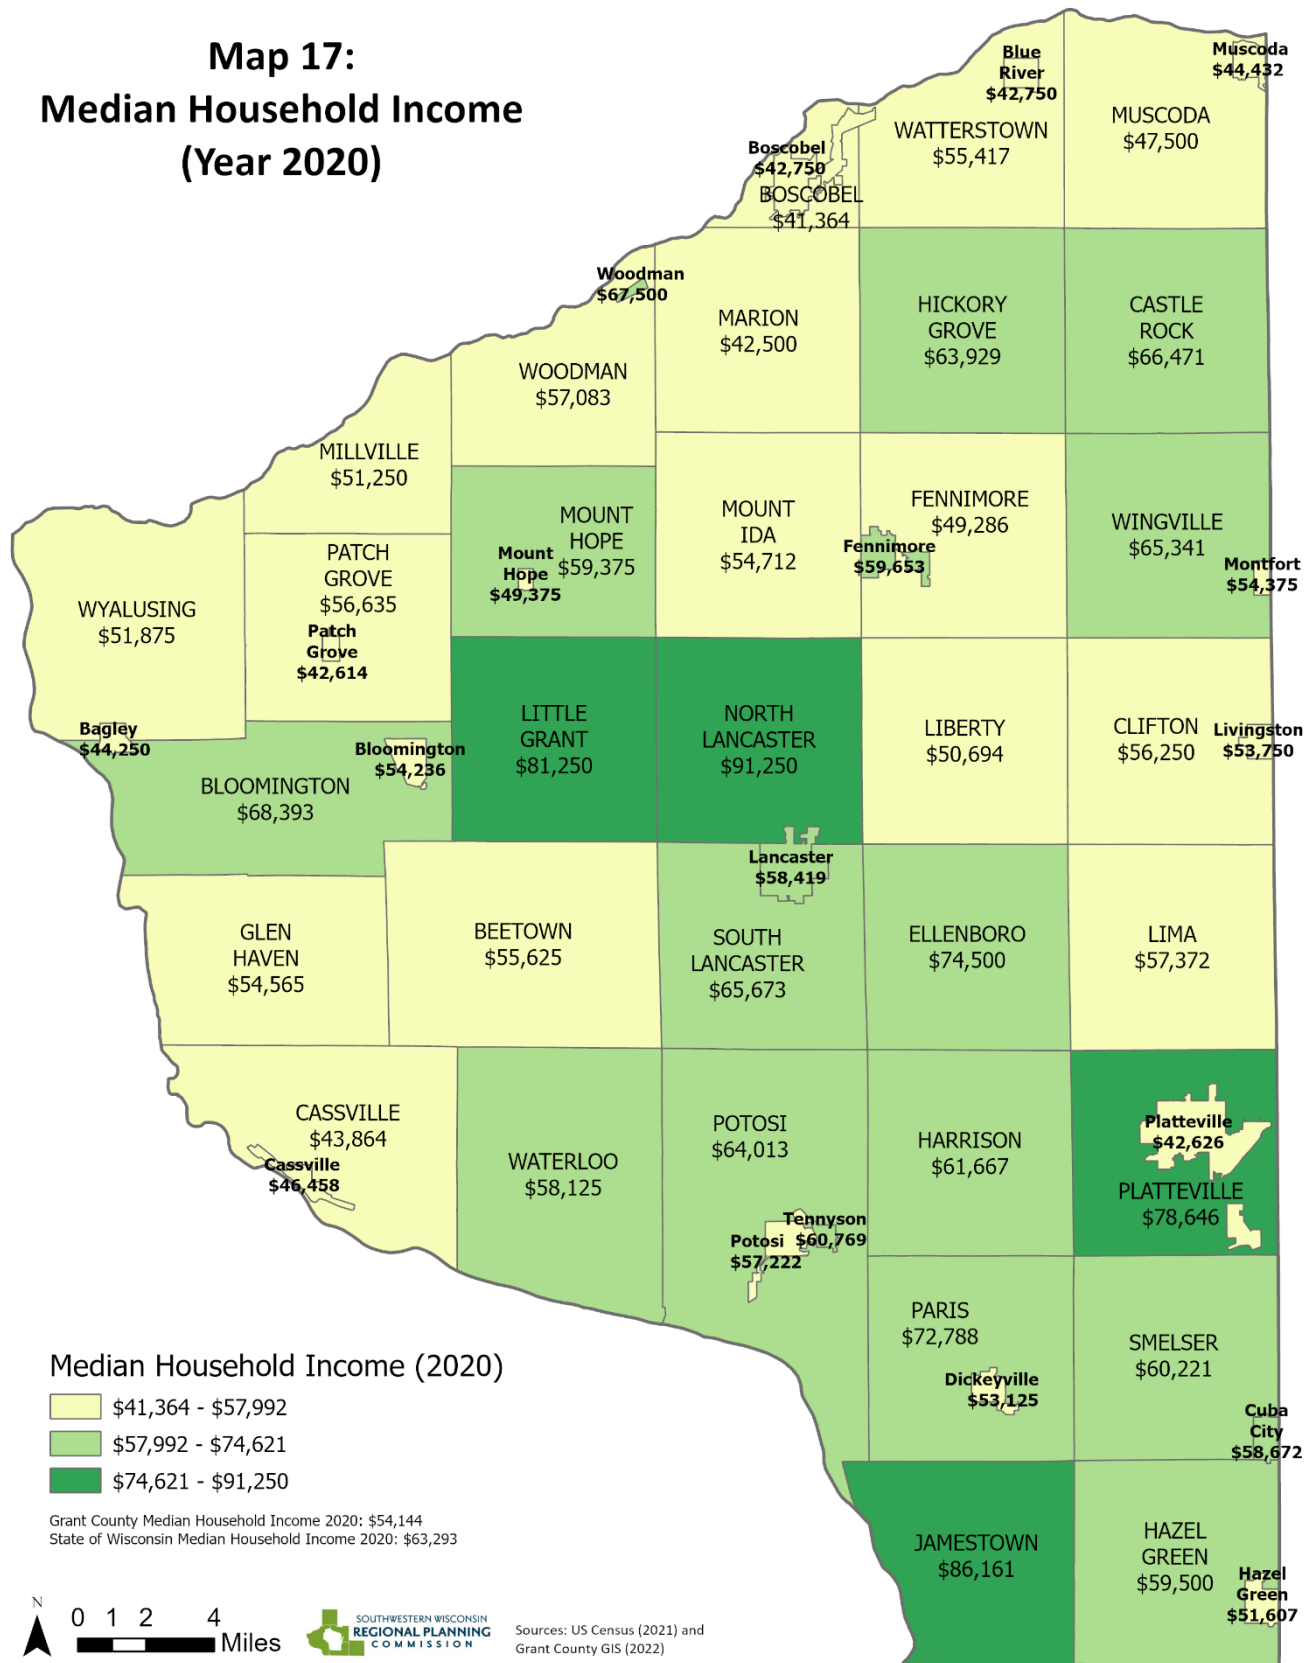 Map 17:
Median Household Income
(Year 2020)
Blue
River
$42,750
Muscoda
$44,432
MUSCODA
$47,500
WATTERSTOWN
$55,417
Boscobel
$42,750
BOSCOBEL
$41,364
Woodman
$67,500
MARION
$42,500
HICKORY
GROVE
$63,929
CASTLE
ROCK
$66,471
WOODMAN
$57,083
MILLVILLE
$51,250
MOUNT
HOPE
$59,375
Mount
Hope
$49,375
MOUNT
IDA
$54,712
FENNIMORE
$49,286
Fennimore
$59,653
WINGVILLE
$65,341
Montfort
$54,375
PATCH
GROVE
$56,635
Patch
Grove
$42,614
WYALUSING
$51,875
Bagley
$44,250
Bloomington
$54,236
BLOOMINGTON
$68,393
LITTLE
GRANT
$81,250
NORTH
LANCASTER
$91,250
LIBERTY
$50,694
CLIFTON
$56,250
Livingston
$53,750
Lancaster
$58,419
GLEN
HAVEN
$54,565
BEETOWN
$55,625
SOUTH
LANCASTER
$65,673
ELLENBORO
$74,500
LIMA
$57,372
CASSVILLE
$43,864
Cassville
$46,458
WATERLOO
$58,125
POTOSI
$64,013
HARRISON
$61,667
Platteville
$42,626
PLATTEVILLE
$78,646
Tennyson
$60,769
Potosi
$57,222
PARIS
$72,788
Dickeyville
$53,125
SMELSER
$60,221
Cuba
City
$58,672
JAMESTOWN
$86,161
HAZEL
GREEN
$59,500
Hazel
Green
$51,607
Median Household Income (2020)
$41,364 - $57,992
$57,992 - $74,621
$74,621 - $91,250
Grant County Median Household Income 2020: $54,144
State of Wisconsin Median Household Income 2020: $63,293
N
0 1 2 4
Miles
SOUTHWESTERN WISCONSIN
REGIONAL PLANNING
COMMISSION
Sources: US Census (2021) and
Grant County GIS (2022)